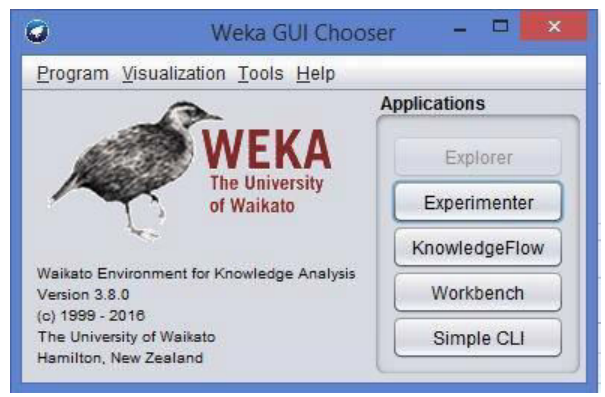 Weka GUI Chooser
Program Visualization Tools Help
WEKA
The University
of Waikato
Waikato Environment for Knowledge Analysis
Version 3.8.0
(c) 1999 - 2016
The University of Waikato
Hamilton, New Zealand
Applications
Explorer
Experimenter
KnowledgeFlow
Workbench
Simple CLI